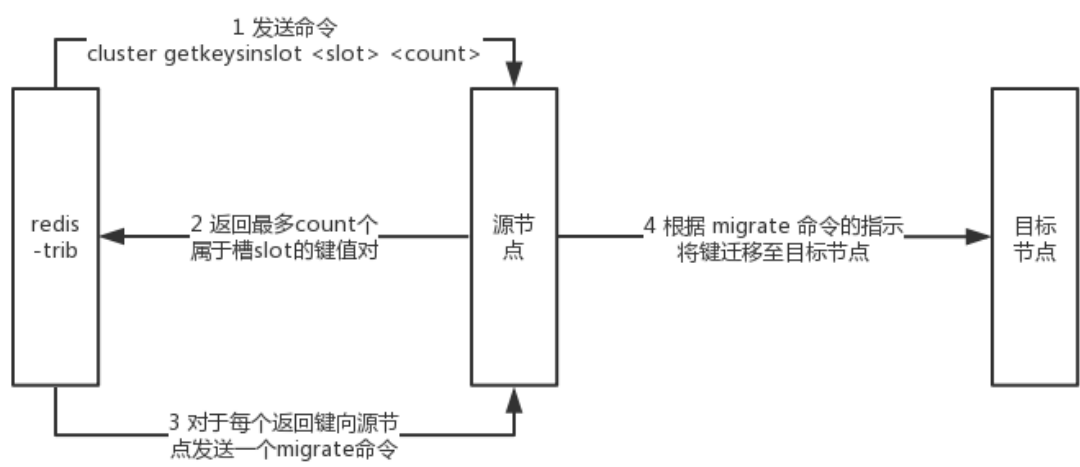 1 发送命令
cluster getkeysinslot <slot> <count>
redis
-trib
2 返回最多count个
属于槽slot的键值对
源节
点
4 根据 migrate 命令的指示
将键迁移至目标节点
目标
节点
3 对于每个返回键向源节
点发送一个migrate命令